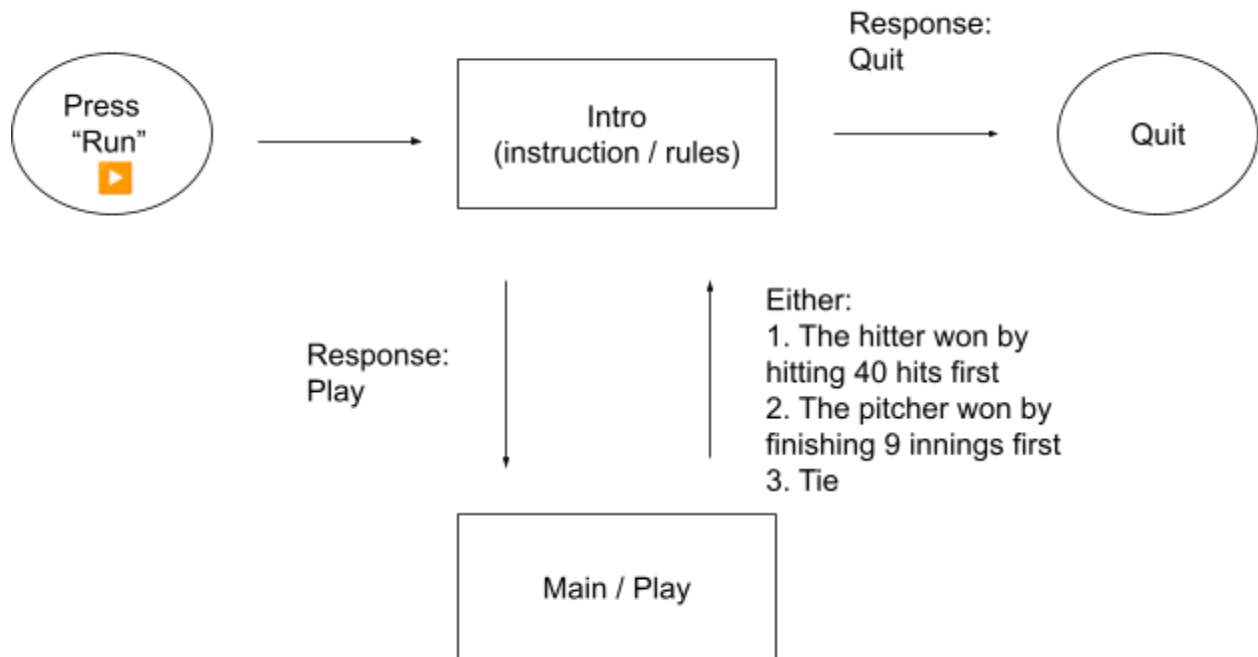 Press
“Run”
▶️
Intro
(instruction / rules)
Response:
Quit
Quit
Response:
Play
Either:
1. The hitter won by
hitting 40 hits first
2. The pitcher won by
finishing 9 innings first
3. Tie
Main / Play